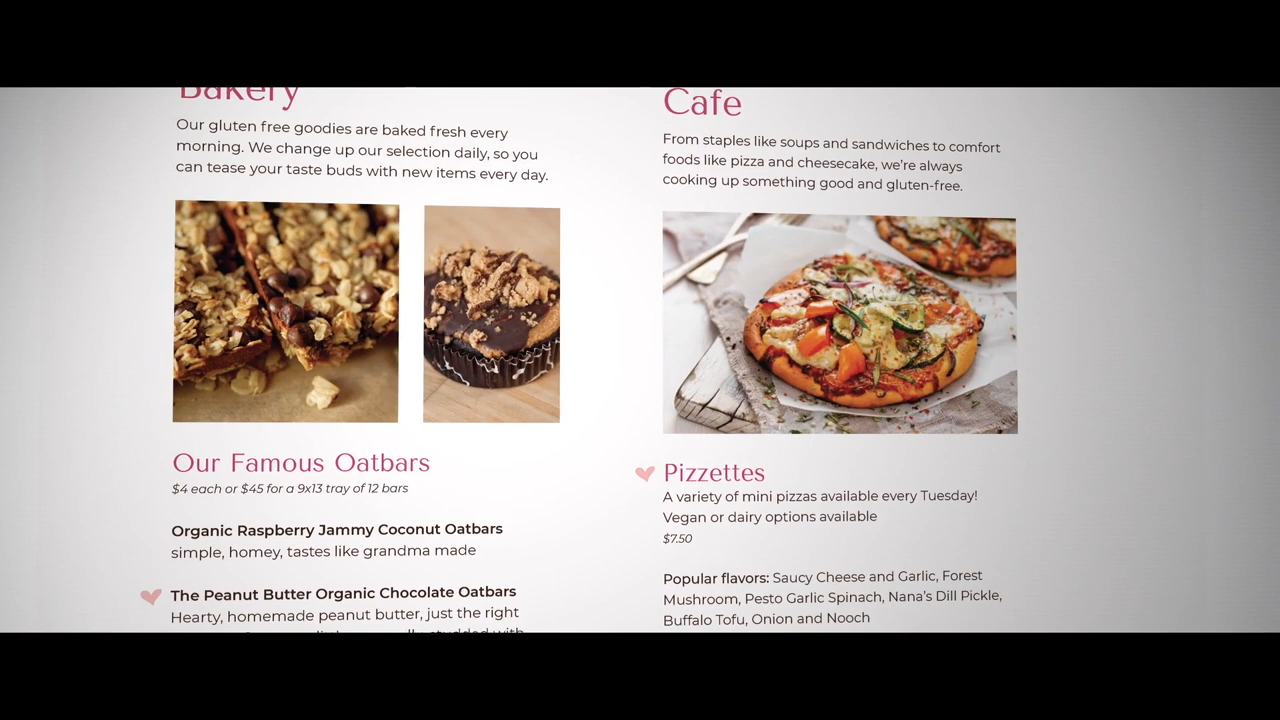 Bakery
Our gluten free goodies are baked fresh every
morning. We change up our selection daily, so you
can tease your taste buds with new items every day.
Our Famous Oatbars
$4 each or $45 for a 9x13 tray of 12 bars
Organic Raspberry Jammy Coconut Oatbars
simple, homey, tastes like grandma made
The Peanut Butter Organic Chocolate Oatbars
Hearty, homemade peanut butter, just the right
studded with
Cafe
From staples like soups and sandwiches to comfort
foods like pizza and cheesecake, we're always
cooking up something good and gluten-free.
Pizzettes
A variety of mini pizzas available every Tuesday!
Vegan or dairy options available
$7.50
Popular flavors: Saucy Cheese and Garlic, Forest
Mushroom, Pesto Garlic Spinach, Nana's Dill Pickle,
Buffalo Tofu, Onion and Nooch